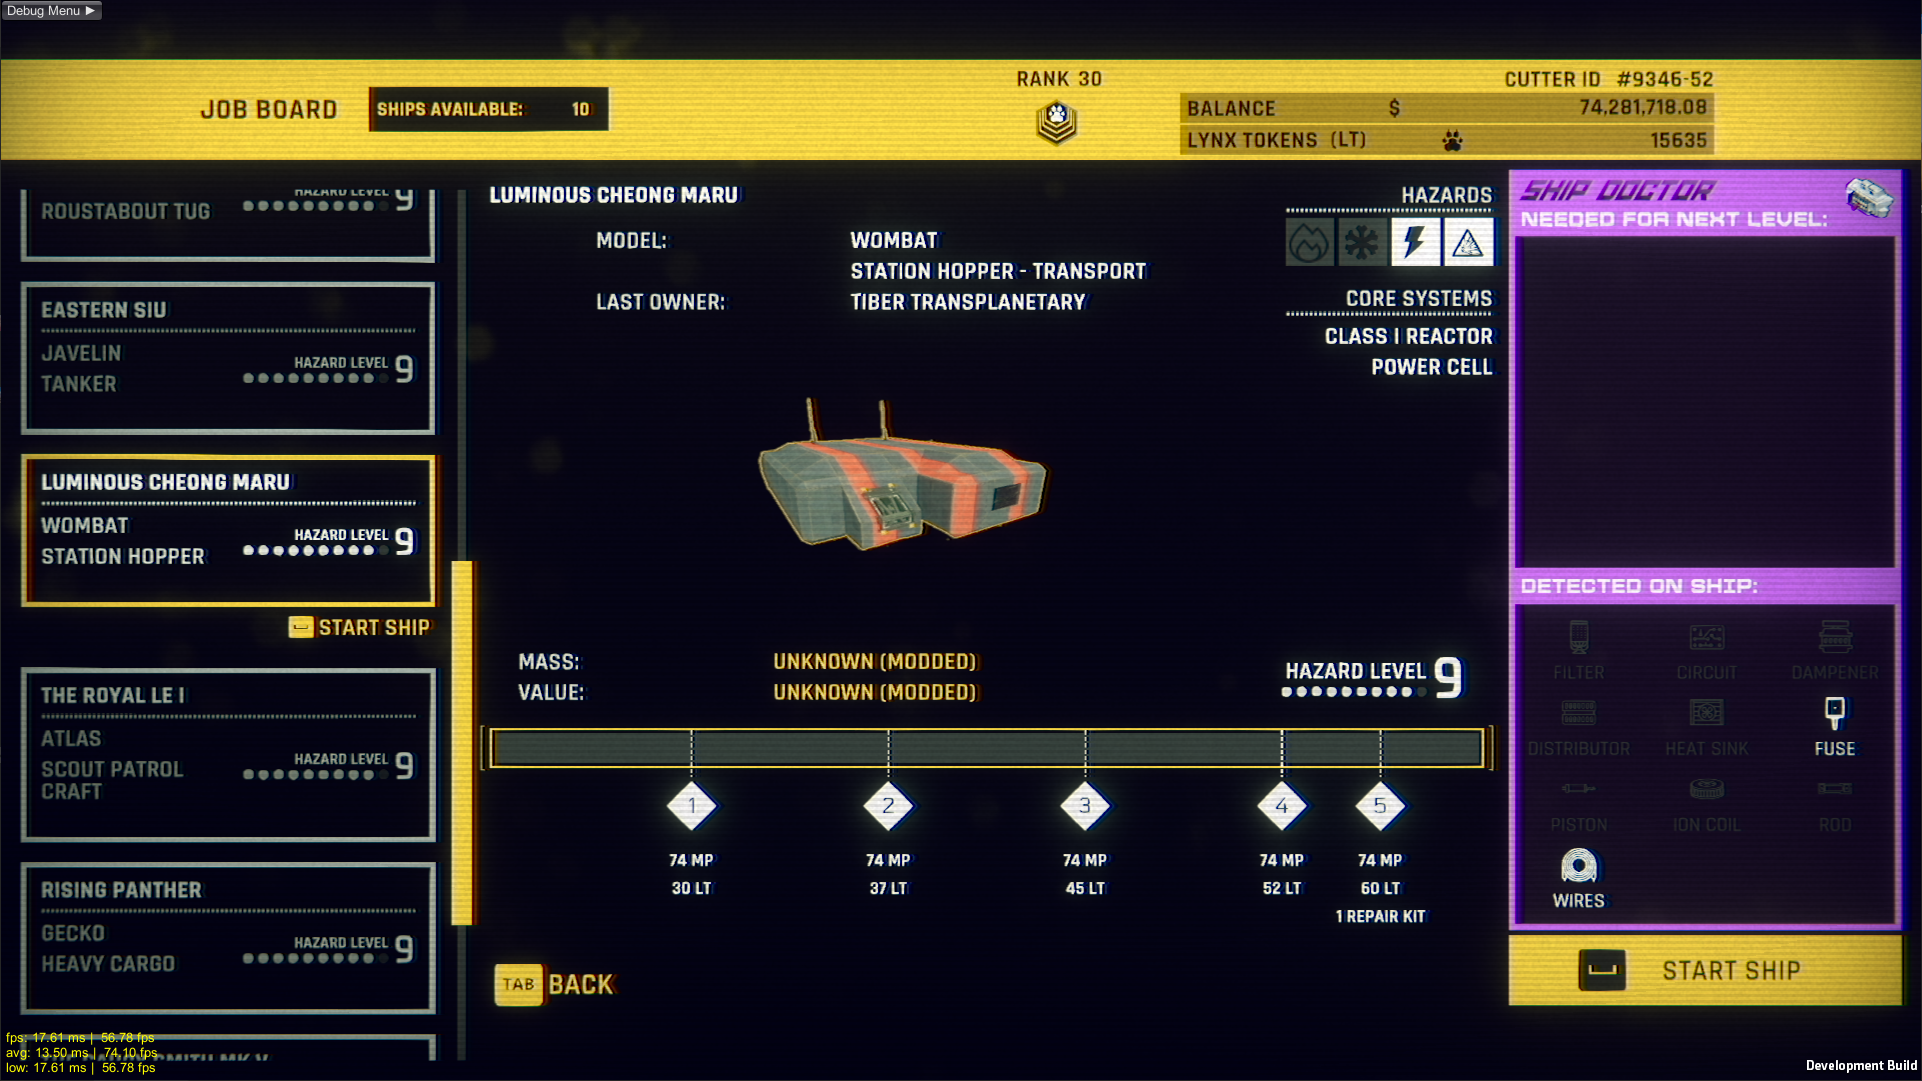 Debug Menu ▶
JOB BOARD
SHIPS AVAILABLE: 10
RANK 30
CUTTER ID #9346-52
BALANCE $ 74,281,718.08
LYNX TOKENS (LT) 15635
HAZARD LEVEL 9
ROUSTABOUT TUG
EASTERN SIU
JAVELIN
TANKER
HAZARD LEVEL 9
LUMINOUS CHEONG MARU
WOMBAT
STATION HOPPER
HAZARD LEVEL 9
START SHIP
THE ROYAL LE I
ATLAS
SCOUT PATROL
CRAFT
HAZARD LEVEL 9
RISING PANTHER
GECKO
HEAVY CARGO
HAZARD LEVEL 9
LUMINOUS CHEONG MARU
MODEL: WOMBAT
STATION HOPPER - TRANSPORT
LAST OWNER: TIBER TRANSPLANETARY
HAZARDS
CORE SYSTEMS
CLASS I REACTOR
POWER CELL
MASS: UNKNOWN (MODDED)
VALUE: UNKNOWN (MODDED)
HAZARD LEVEL 9
1 2 3 4 5
74 MP 74 MP 74 MP 74 MP 74 MP
30 LT 37 LT 45 LT 52 LT 60 LT
1 REPAIR KIT
TAB BACK
SHIP DOCTOR
NEEDED FOR NEXT LEVEL:
DETECTED ON SHIP:
FILTER CIRCUIT DAMPENER
DISTRIBUTOR HEAT SINK FUSE
PISTON ION COIL ROD
WIRES
START SHIP
fps: 17.61 ms | 56.78 fps
avg: 13.50 ms | 74.10 fps
low: 17.61 ms | 56.78 fps
Development Build